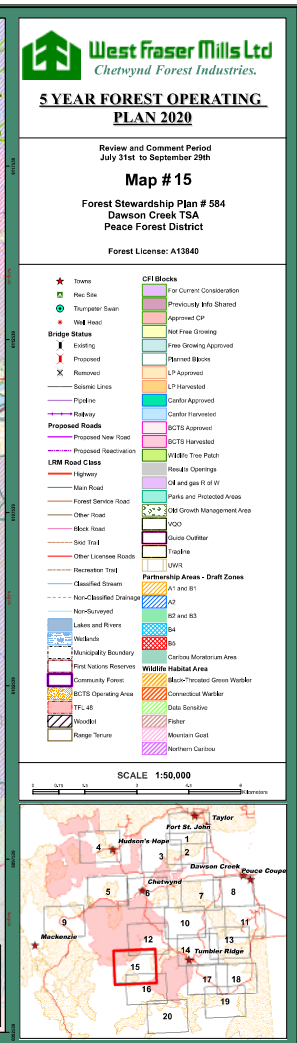 West Fraser Mills Ltd
Chetwynd Forest Industries.
5 YEAR FOREST OPERATING
PLAN 2020
Review and Comment Period
July 31st to September 29th
Map # 15
Forest Stewardship Plan # 584
Dawson Creek TSA
Peace Forest District
Forest License: A13840
Towns
Rec Site
Trumpeter Swan
Well Head
Bridge Status
Existing
Proposed
Removed
Seismic Lines
Pipeline
Railway
Proposed Roads
Proposed New Road
Proposed Reactivation
LRM Road Class
Highway
Main Road
Forest Service Road
Other Road
Block Road
Skid Trail
Other Licensee Roads
Recreation Trail
Classified Stream
Non-Classified Drainage
Non-Surveyed
Lakes and Rivers
Wetlands
Municipality Boundary
First Nations Reserves
Community Forest
BCTS Operating Area
TFL 48
Woodlot
Range Tenure
CFI Blocks
For Current Consideration
Previously Info Shared
Approved CP
Not Free Growing
Free Growing Approved
Planned Blocks
LP Approved
LP Harvested
Canfor Approved
Canfor Harvested
BCTS Approved
BCTS Harvested
Wildlife Tree Patch
Results Openings
Oil and gas R of W
Parks and Protected Areas
Old Growth Management Area
VQO
Guide Outfitter
Trapline
UWR
Partnership Areas - Draft Zones
A1 and B1
A2
B2 and B3
B4
B5
Caribou Moratorium Area
Wildlife Habitat Area
Black-Throated Green Warbler
Connecticut Warbler
Data Sensitive
Fisher
Mountain Goat
Northern Caribou
SCALE 1:50,000
Kilometers
Taylor
Fort St. John
1
4
Hudson's Hope
3
2
Dawson Creek
Pouce Coupe
Chetwynd
5
6
7
8
9
10
11
Mackenzie
12
13
14
Tumbler Ridge
15
16
17
18
19
20